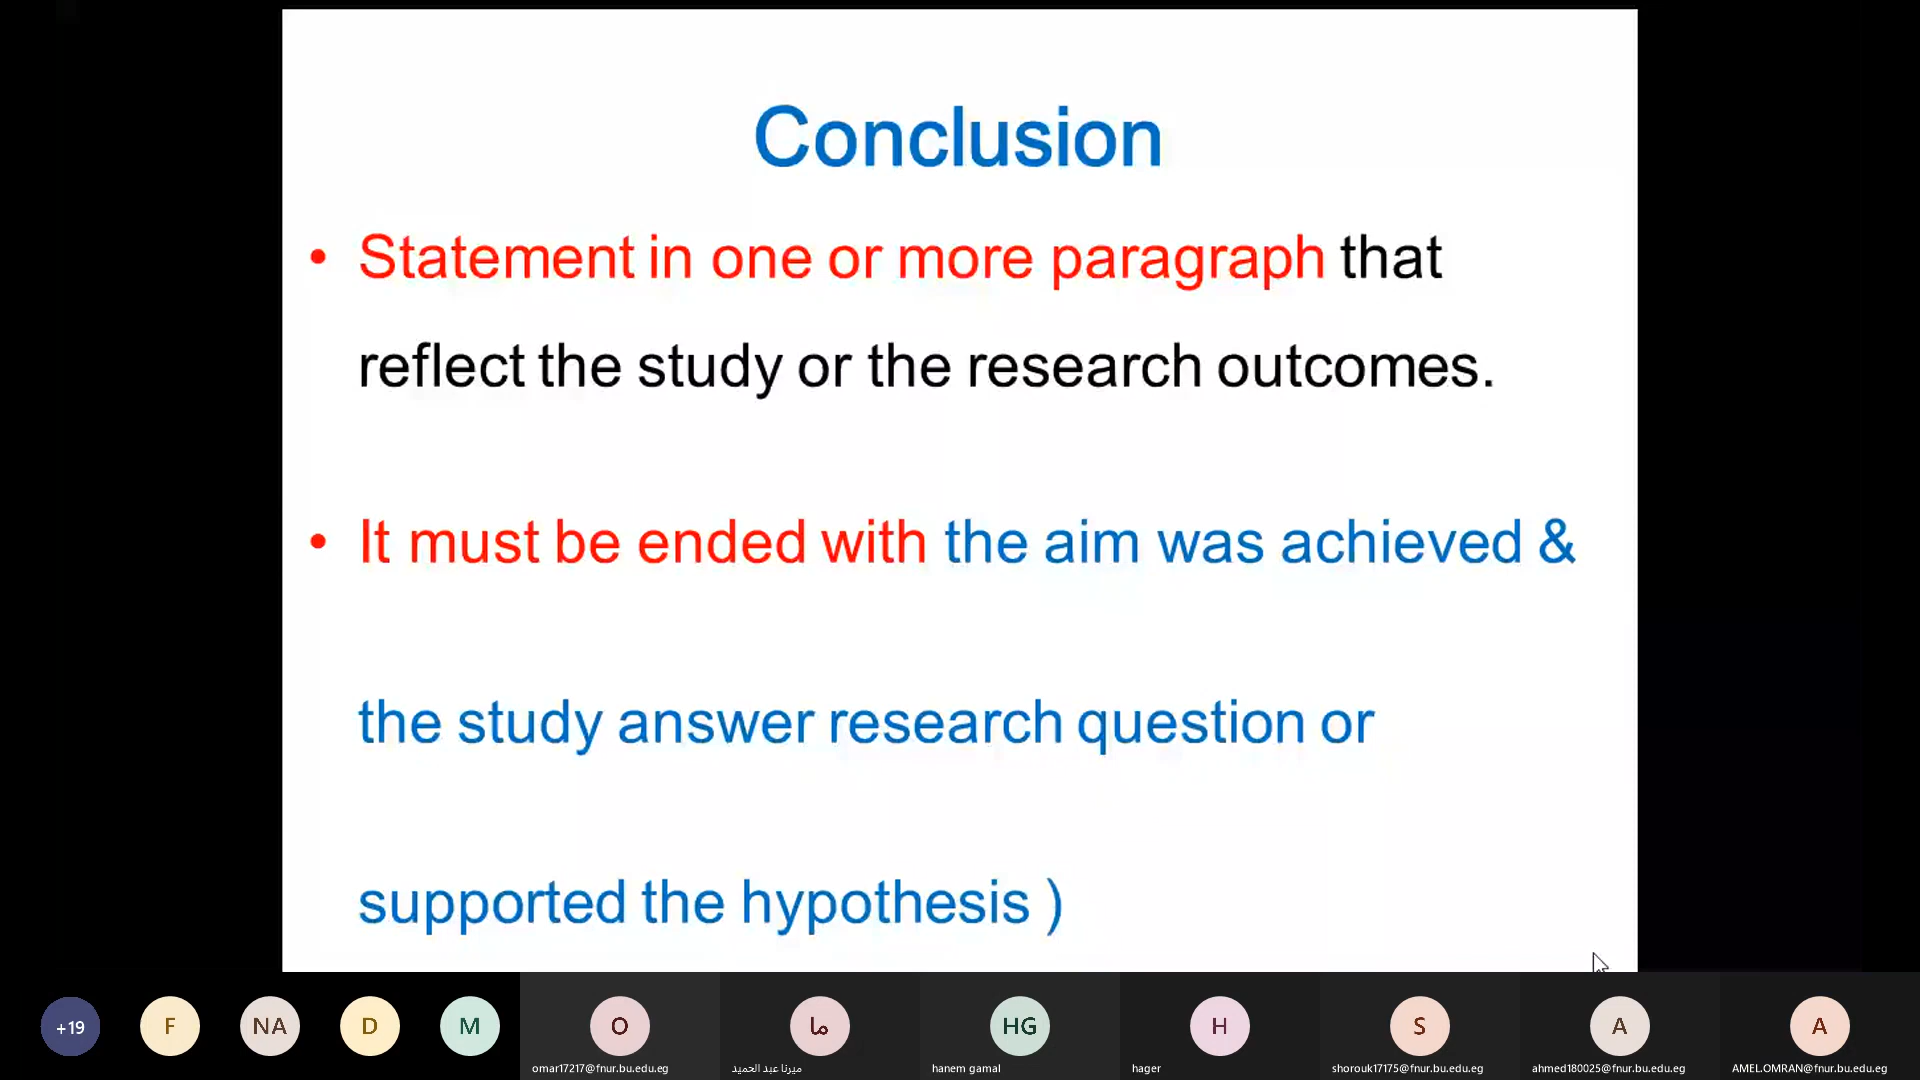 Conclusion
• Statement in one or more paragraph that
reflect the study or the research outcomes.
• It must be ended with the aim was achieved &
the study answer research question or
supported the hypothesis )
+19
F
NA
D
M
O
ما
HG
H
S
A
A
omar17217@fnur.bu.edu.eg
ميرنا عبد الحميد
hanem gamal
hager
shorouk17175@fnur.bu.edu.eg
ahmed180025@fnur.bu.edu.eg
AMEL.OMRAN@fnur.bu.edu.eg